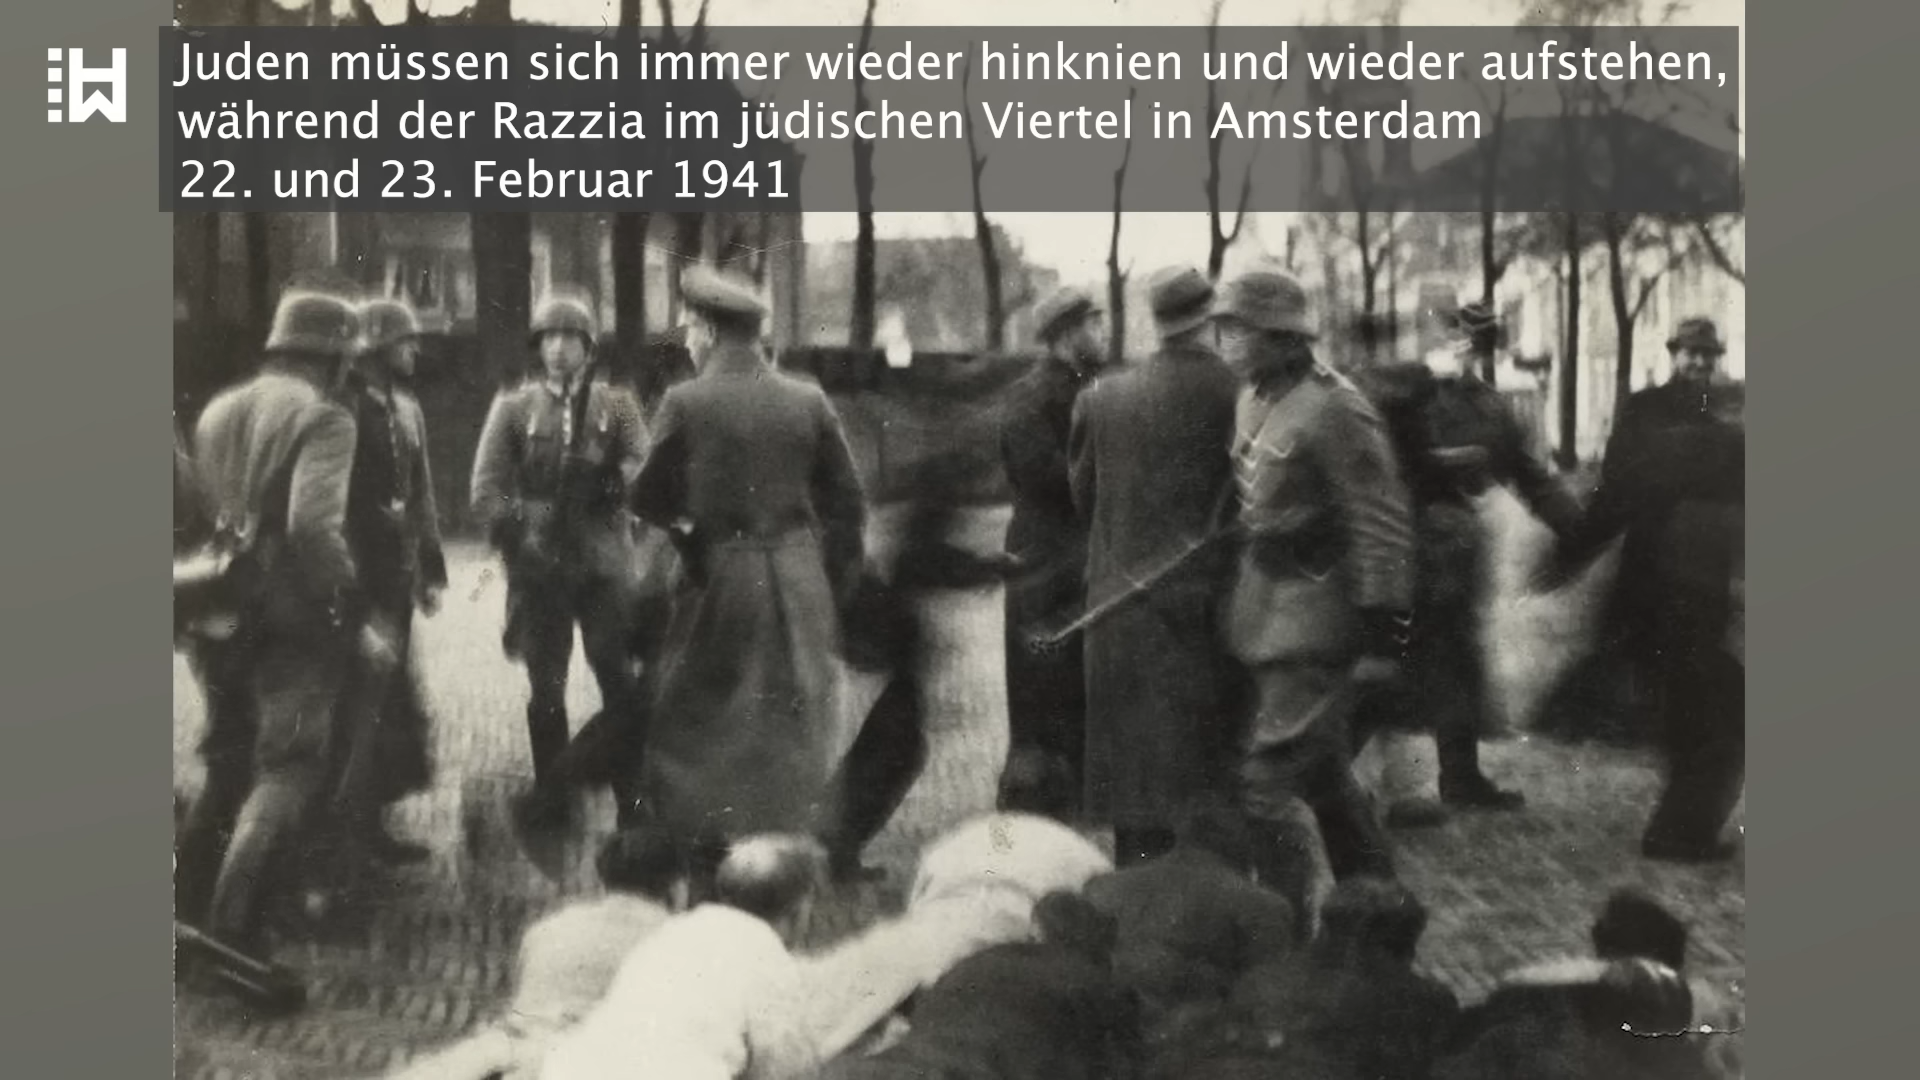 Juden müssen sich immer wieder hinknien und wieder aufstehen,
während der Razzia im jüdischen Viertel in Amsterdam
22. und 23. Februar 1941